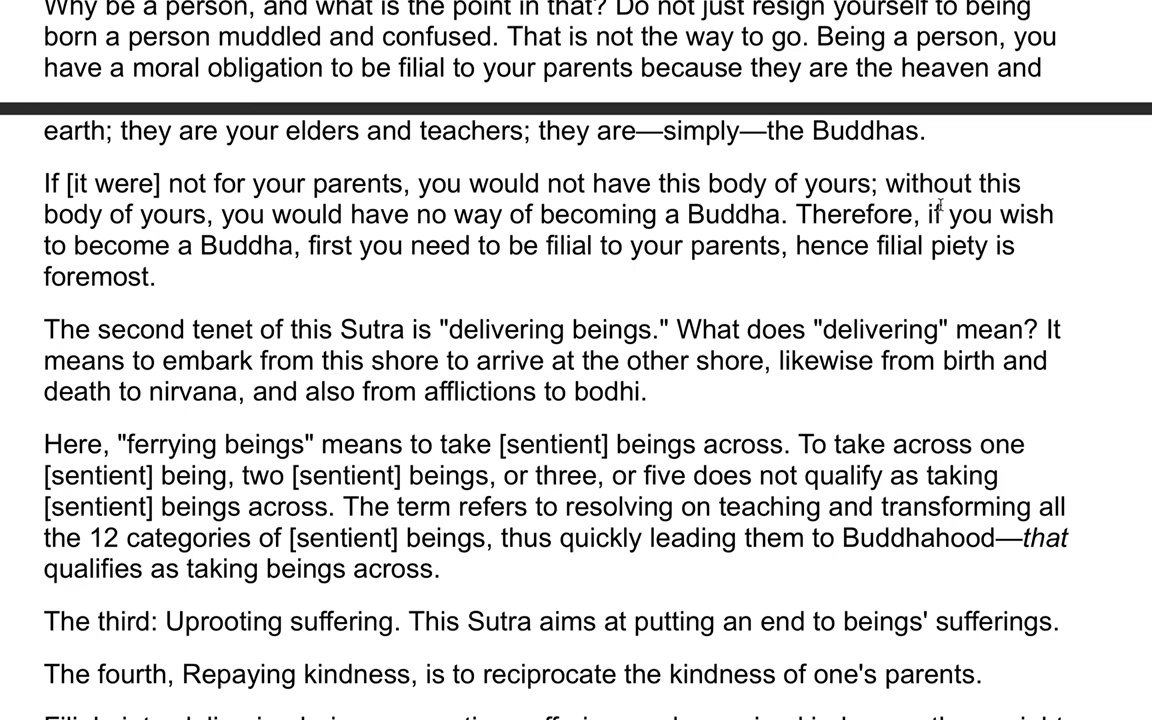 Why be a person, and what is the point in that? Do not just resign yourself to being
born a person muddled and confused. That is not the way to go. Being a person, you
have a moral obligation to be filial to your parents because they are the heaven and
earth; they are your elders and teachers; they are—simply—the Buddhas.
If [it were] not for your parents, you would not have this body of yours; without this
body of yours, you would have no way of becoming a Buddha. Therefore, if you wish
to become a Buddha, first you need to be filial to your parents, hence filial piety is
foremost.
The second tenet of this Sutra is "delivering beings." What does "delivering" mean? It
means to embark from this shore to arrive at the other shore, likewise from birth and
death to nirvana, and also from afflictions to bodhi.
Here, "ferrying beings" means to take [sentient] beings across. To take across one
[sentient] being, two [sentient] beings, or three, or five does not qualify as taking
[sentient] beings across. The term refers to resolving on teaching and transforming all
the 12 categories of [sentient] beings, thus quickly leading them to Buddhahood—that
qualifies as taking beings across.
The third: Uprooting suffering. This Sutra aims at putting an end to beings' sufferings.
The fourth, Repaying kindness, is to reciprocate the kindness of one's parents.